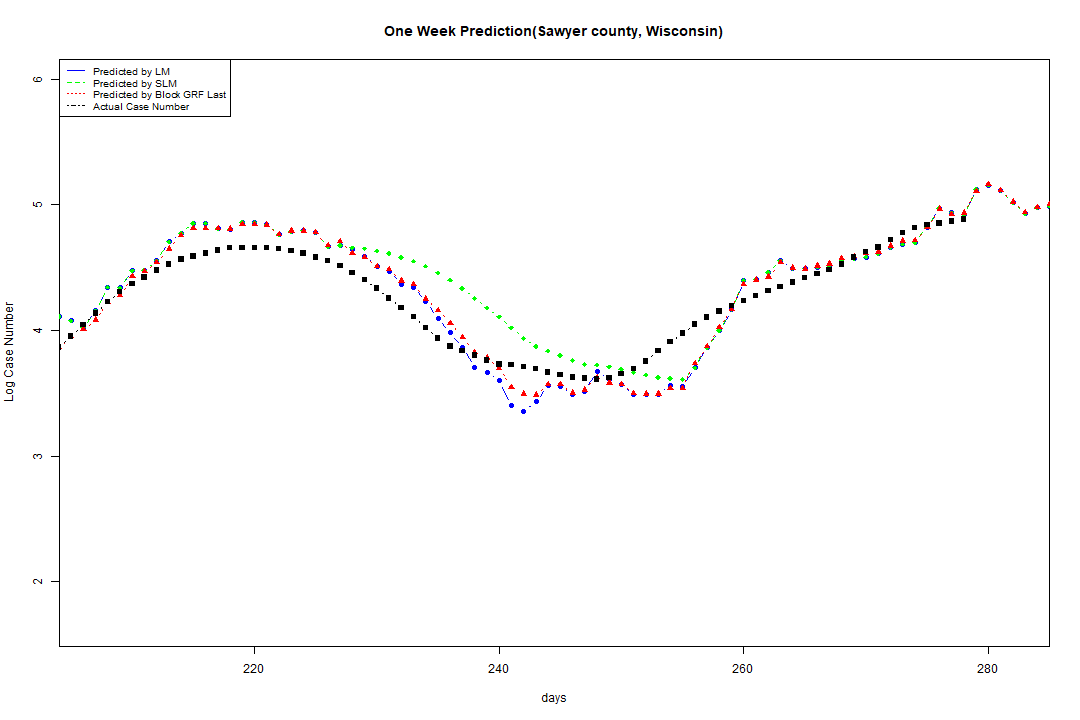 One Week Prediction(Sawyer county, Wisconsin)
Predicted by LM
Predicted by SLM
Predicted by Block GRF Last
Actual Case Number
6
5
4
3
2
Log Case Number
220 240 260 280
days